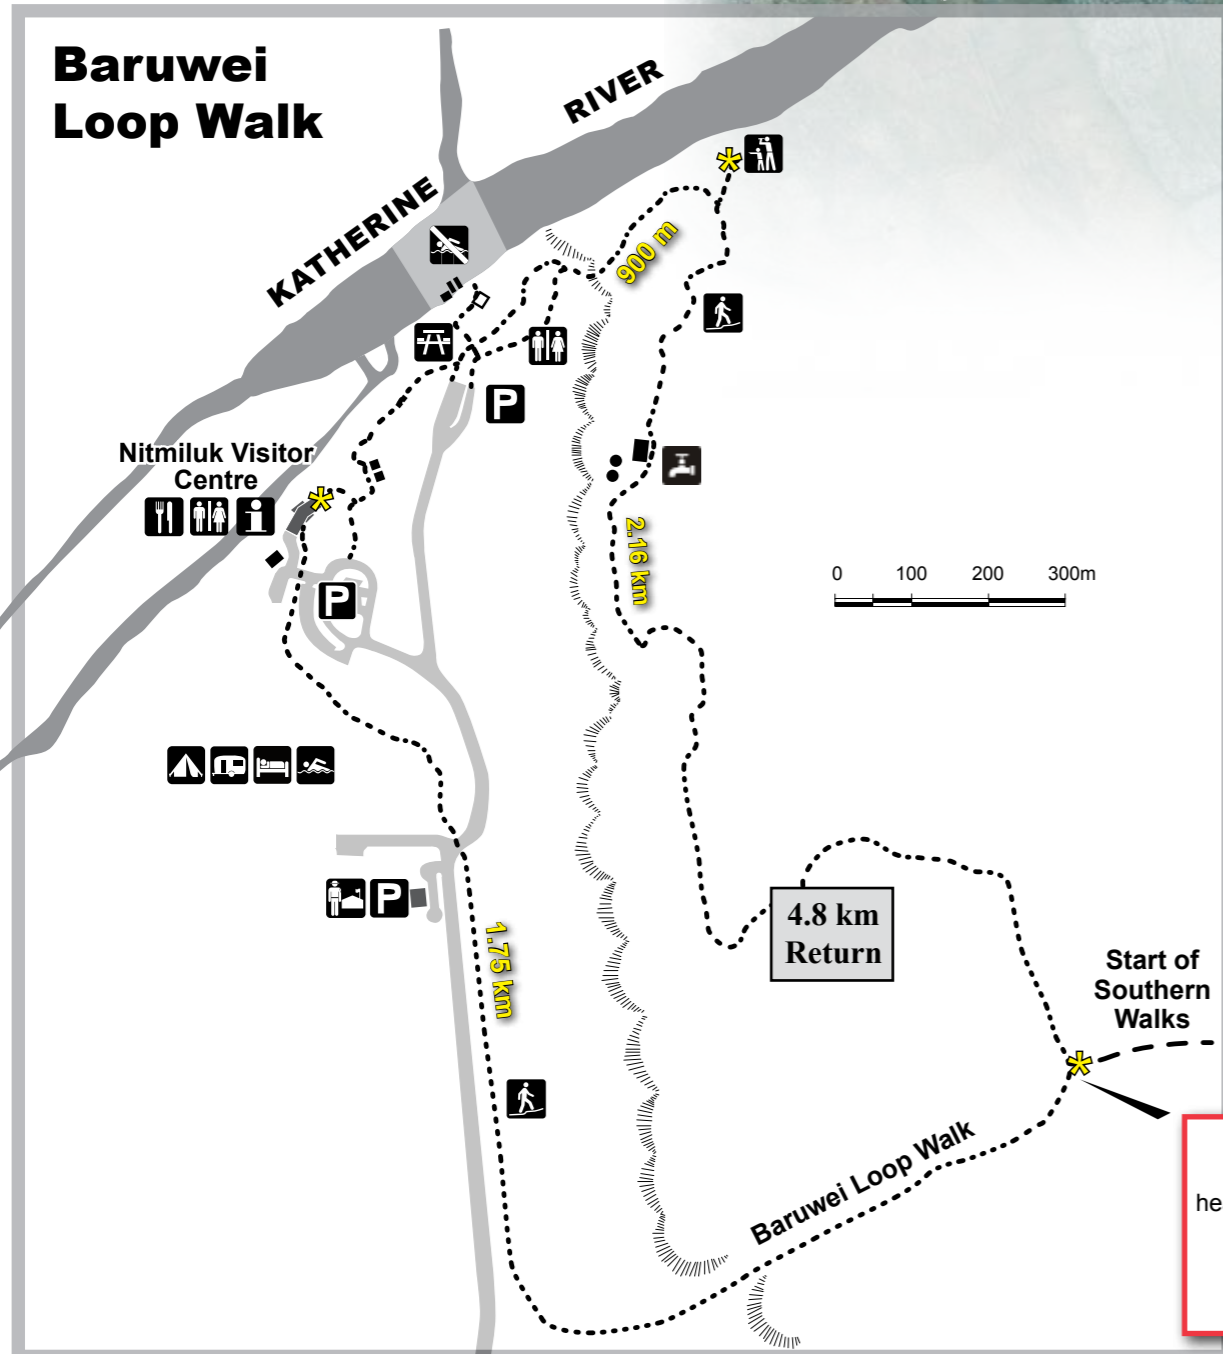 Baruwei
Loop Walk
KATHERINE RIVER
900 m
P
Nitmiluk Visitor
Centre
2.16 km
0 100 200 300m
P
P
1.75 km
4.8 km
Return
Start of
Southern
Walks
Baruwei Loop Walk
he